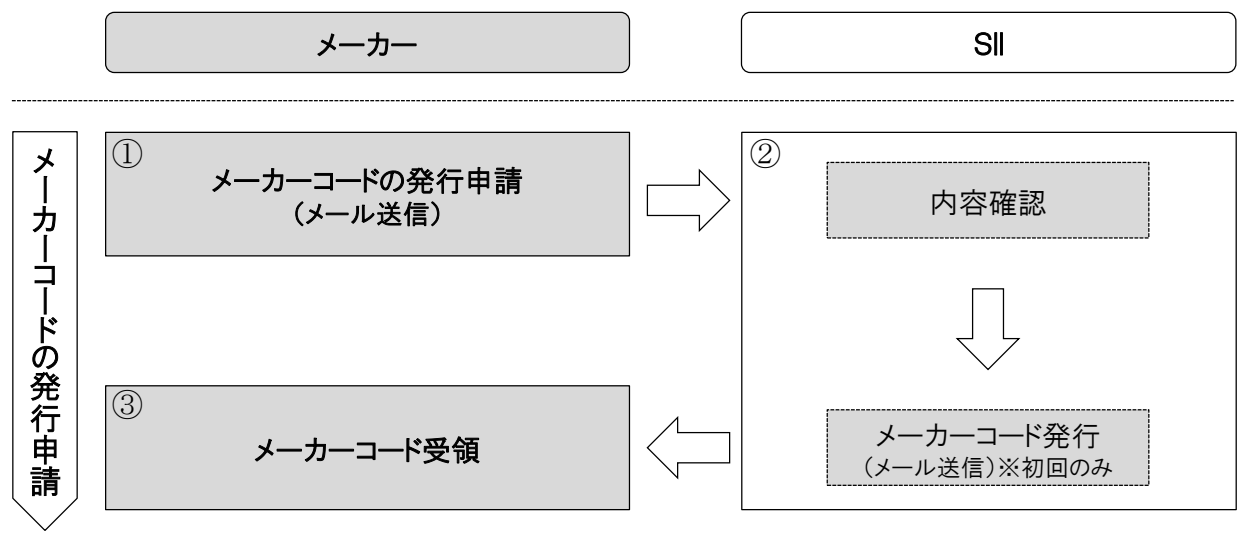 メーカー
SII
メーカーコードの発行申請
①
メーカーコードの発行申請
（メール送信）
②
内容確認
③
メーカーコード受領
メーカーコード発行
（メール送信）※初回のみ